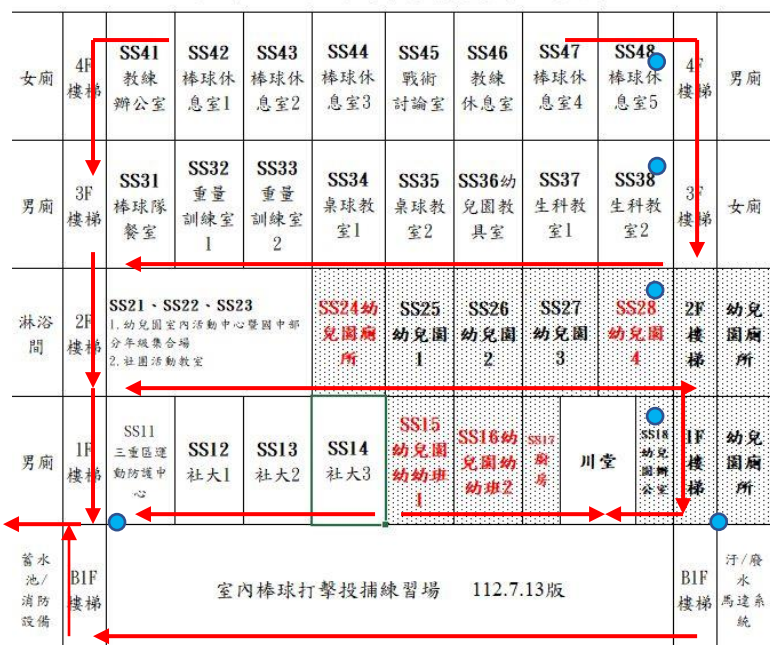 女廁
4F
樓梯
SS41
教練
辦公室
SS42
棒球休
息室1
SS43
棒球休
息室2
SS44
棒球休
息室3
SS45
戰術
討論室
SS46
教練
休息室
SS47
棒球休
息室4
SS48
棒球休
息室5
4F
樓梯
男廁
男廁
3F
樓梯
SS31
棒球隊
餐室
SS32
重量
訓練室
1
SS33
重量
訓練室
2
SS34
桌球教
室1
SS35
桌球教
室2
SS36幼
兒園教
具室
SS37
生科教
室1
SS38
生科教
室2
3F
樓梯
女廁
淋浴
間
2F
樓梯
SS21、SS22、SS23
1. 幼兒園室內活動中心暨國中部
分年級集合場
2. 社團活動教室
SS24幼
兒園廁
所
SS25
幼兒園
1
SS26
幼兒園
2
SS27
幼兒園
3
SS28
幼兒園
4
2F
樓
梯
幼兒
園廁
所
男廁
1F
樓梯
SS11
三重區運
動防護中
心
SS12
社大1
SS13
社大2
SS14
社大3
SS15
幼兒園
幼幼班
1
SS16幼
兒園幼
幼班2
SS17
廚
房
川堂
SS18
幼兒
園辦
公室
1F
樓
梯
幼兒
園廁
所
蓄水
池/
消防
設備
B1F
樓梯
室內棒球打擊投捕練習場 112.7.13版
B1F
樓梯
汙/廢
水
馬達系
統